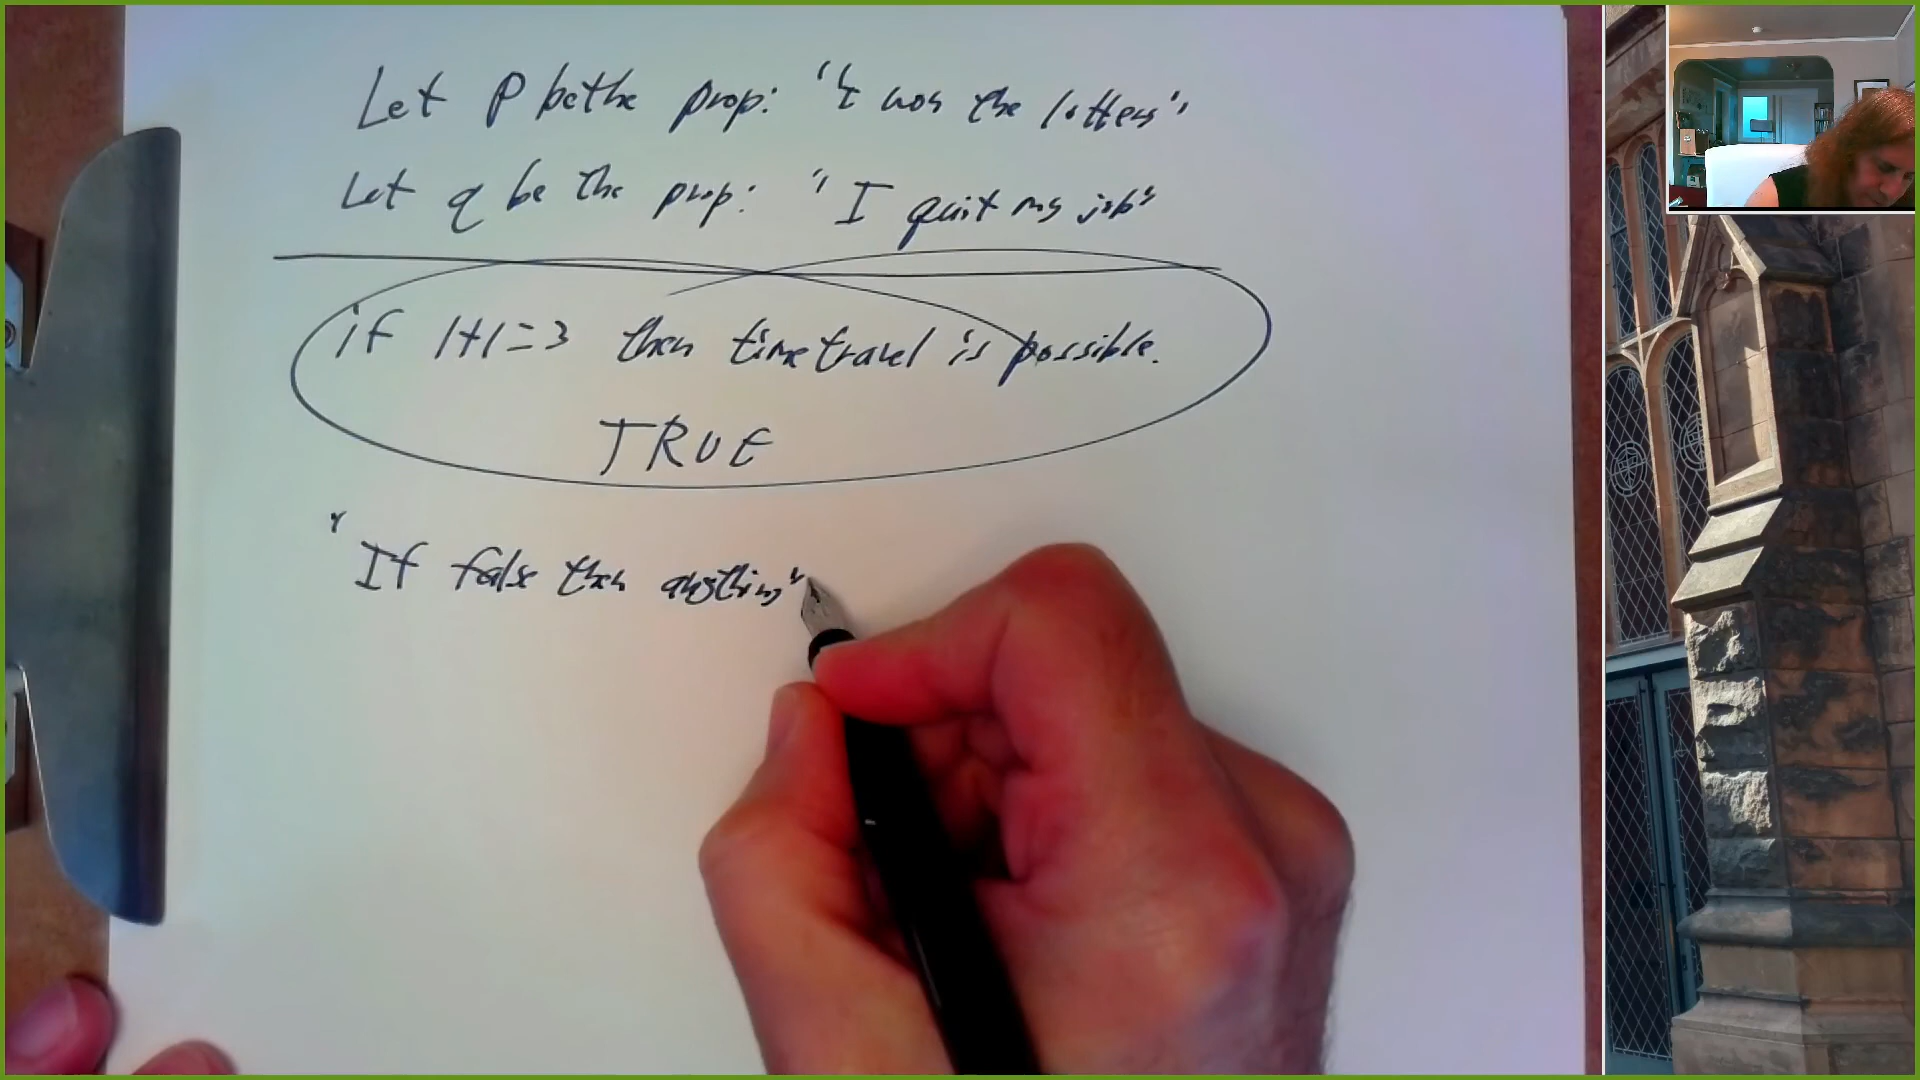 Let P be the prop: "I won the lottery"
Let q be the prop: "I quit my job"
if 1+1=3 then time travel is possible.
TRUE
"If false then anything"